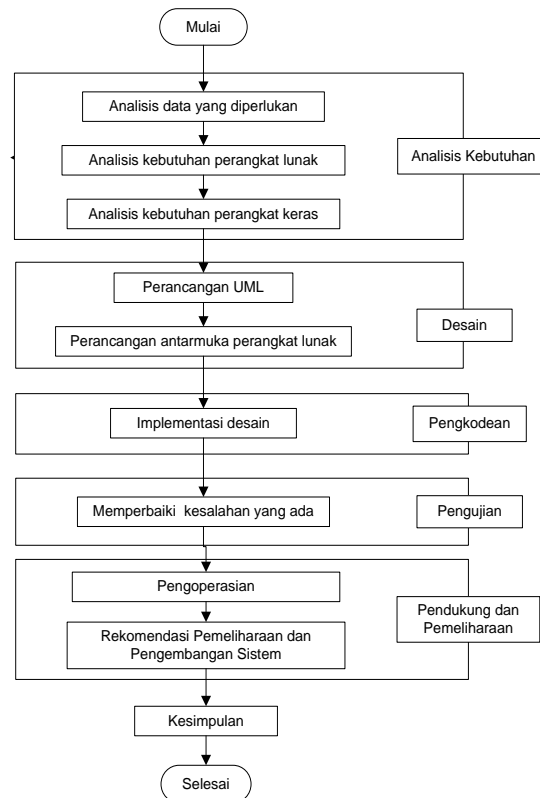 Mulai
Analisis data yang diperlukan
Analisis kebutuhan perangkat lunak
Analisis Kebutuhan
Analisis kebutuhan perangkat keras
Perancangan UML
Desain
Perancangan antarmuka perangkat lunak
Implementasi desain
Pengkodean
Memperbaiki kesalahan yang ada
Pengujian
Pengoperasian
Pendukung dan
Pemeliharaan
Rekomendasi Pemeliharaan dan
Pengembangan Sistem
Kesimpulan
Selesai